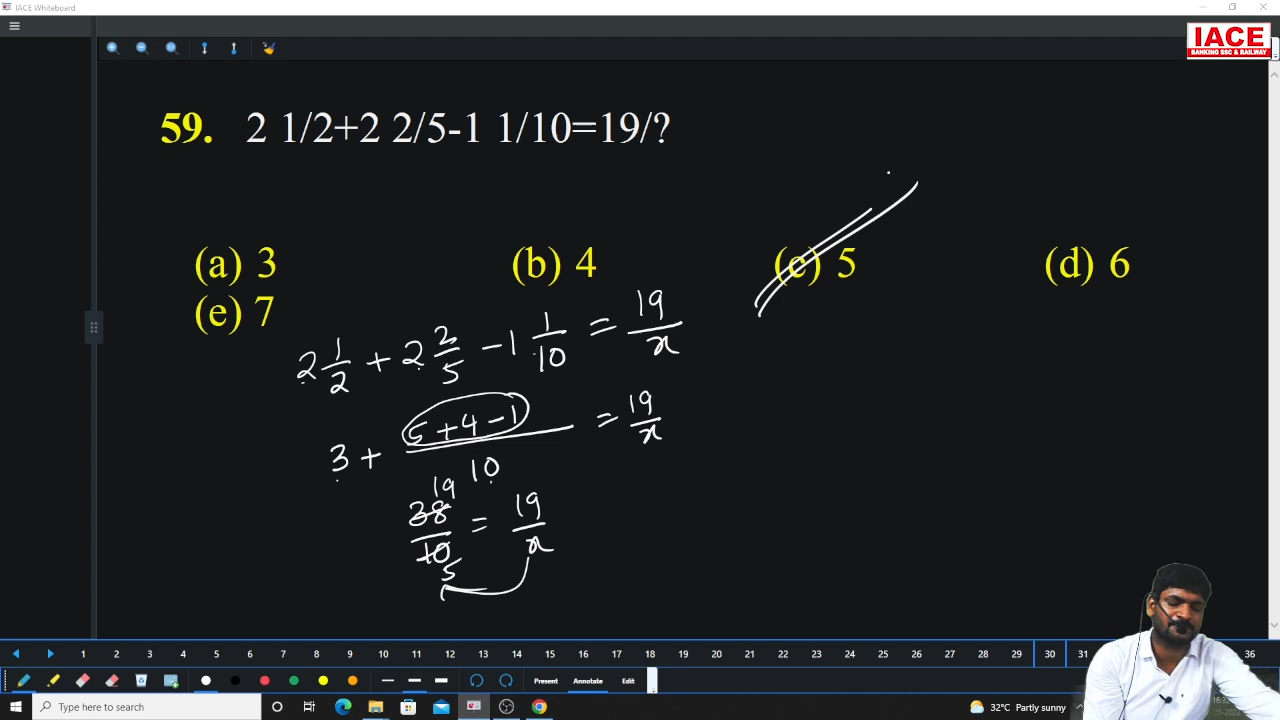 IACE Whiteboard
IACE
BANKING SSC & RAILWAY
59. 2 1/2+2 2/5-1 1/10=19/?
(a) 3 (b) 4 (c) 5 (d) 6
(e) 7
2 1/2 + 2 2/5 - 1 1/10 = 19/x
3 + 5+4-1/10 = 19/x
19
38/10 = 19/x
5
1 2 3 4 5 6 7 8 9 10 11 12 13 14 15 16 17 18 19 20 21 22 23 24 25 26 27 28 29 30 31 36
Present Annotate Edit
Type here to search 32°C Partly sunny